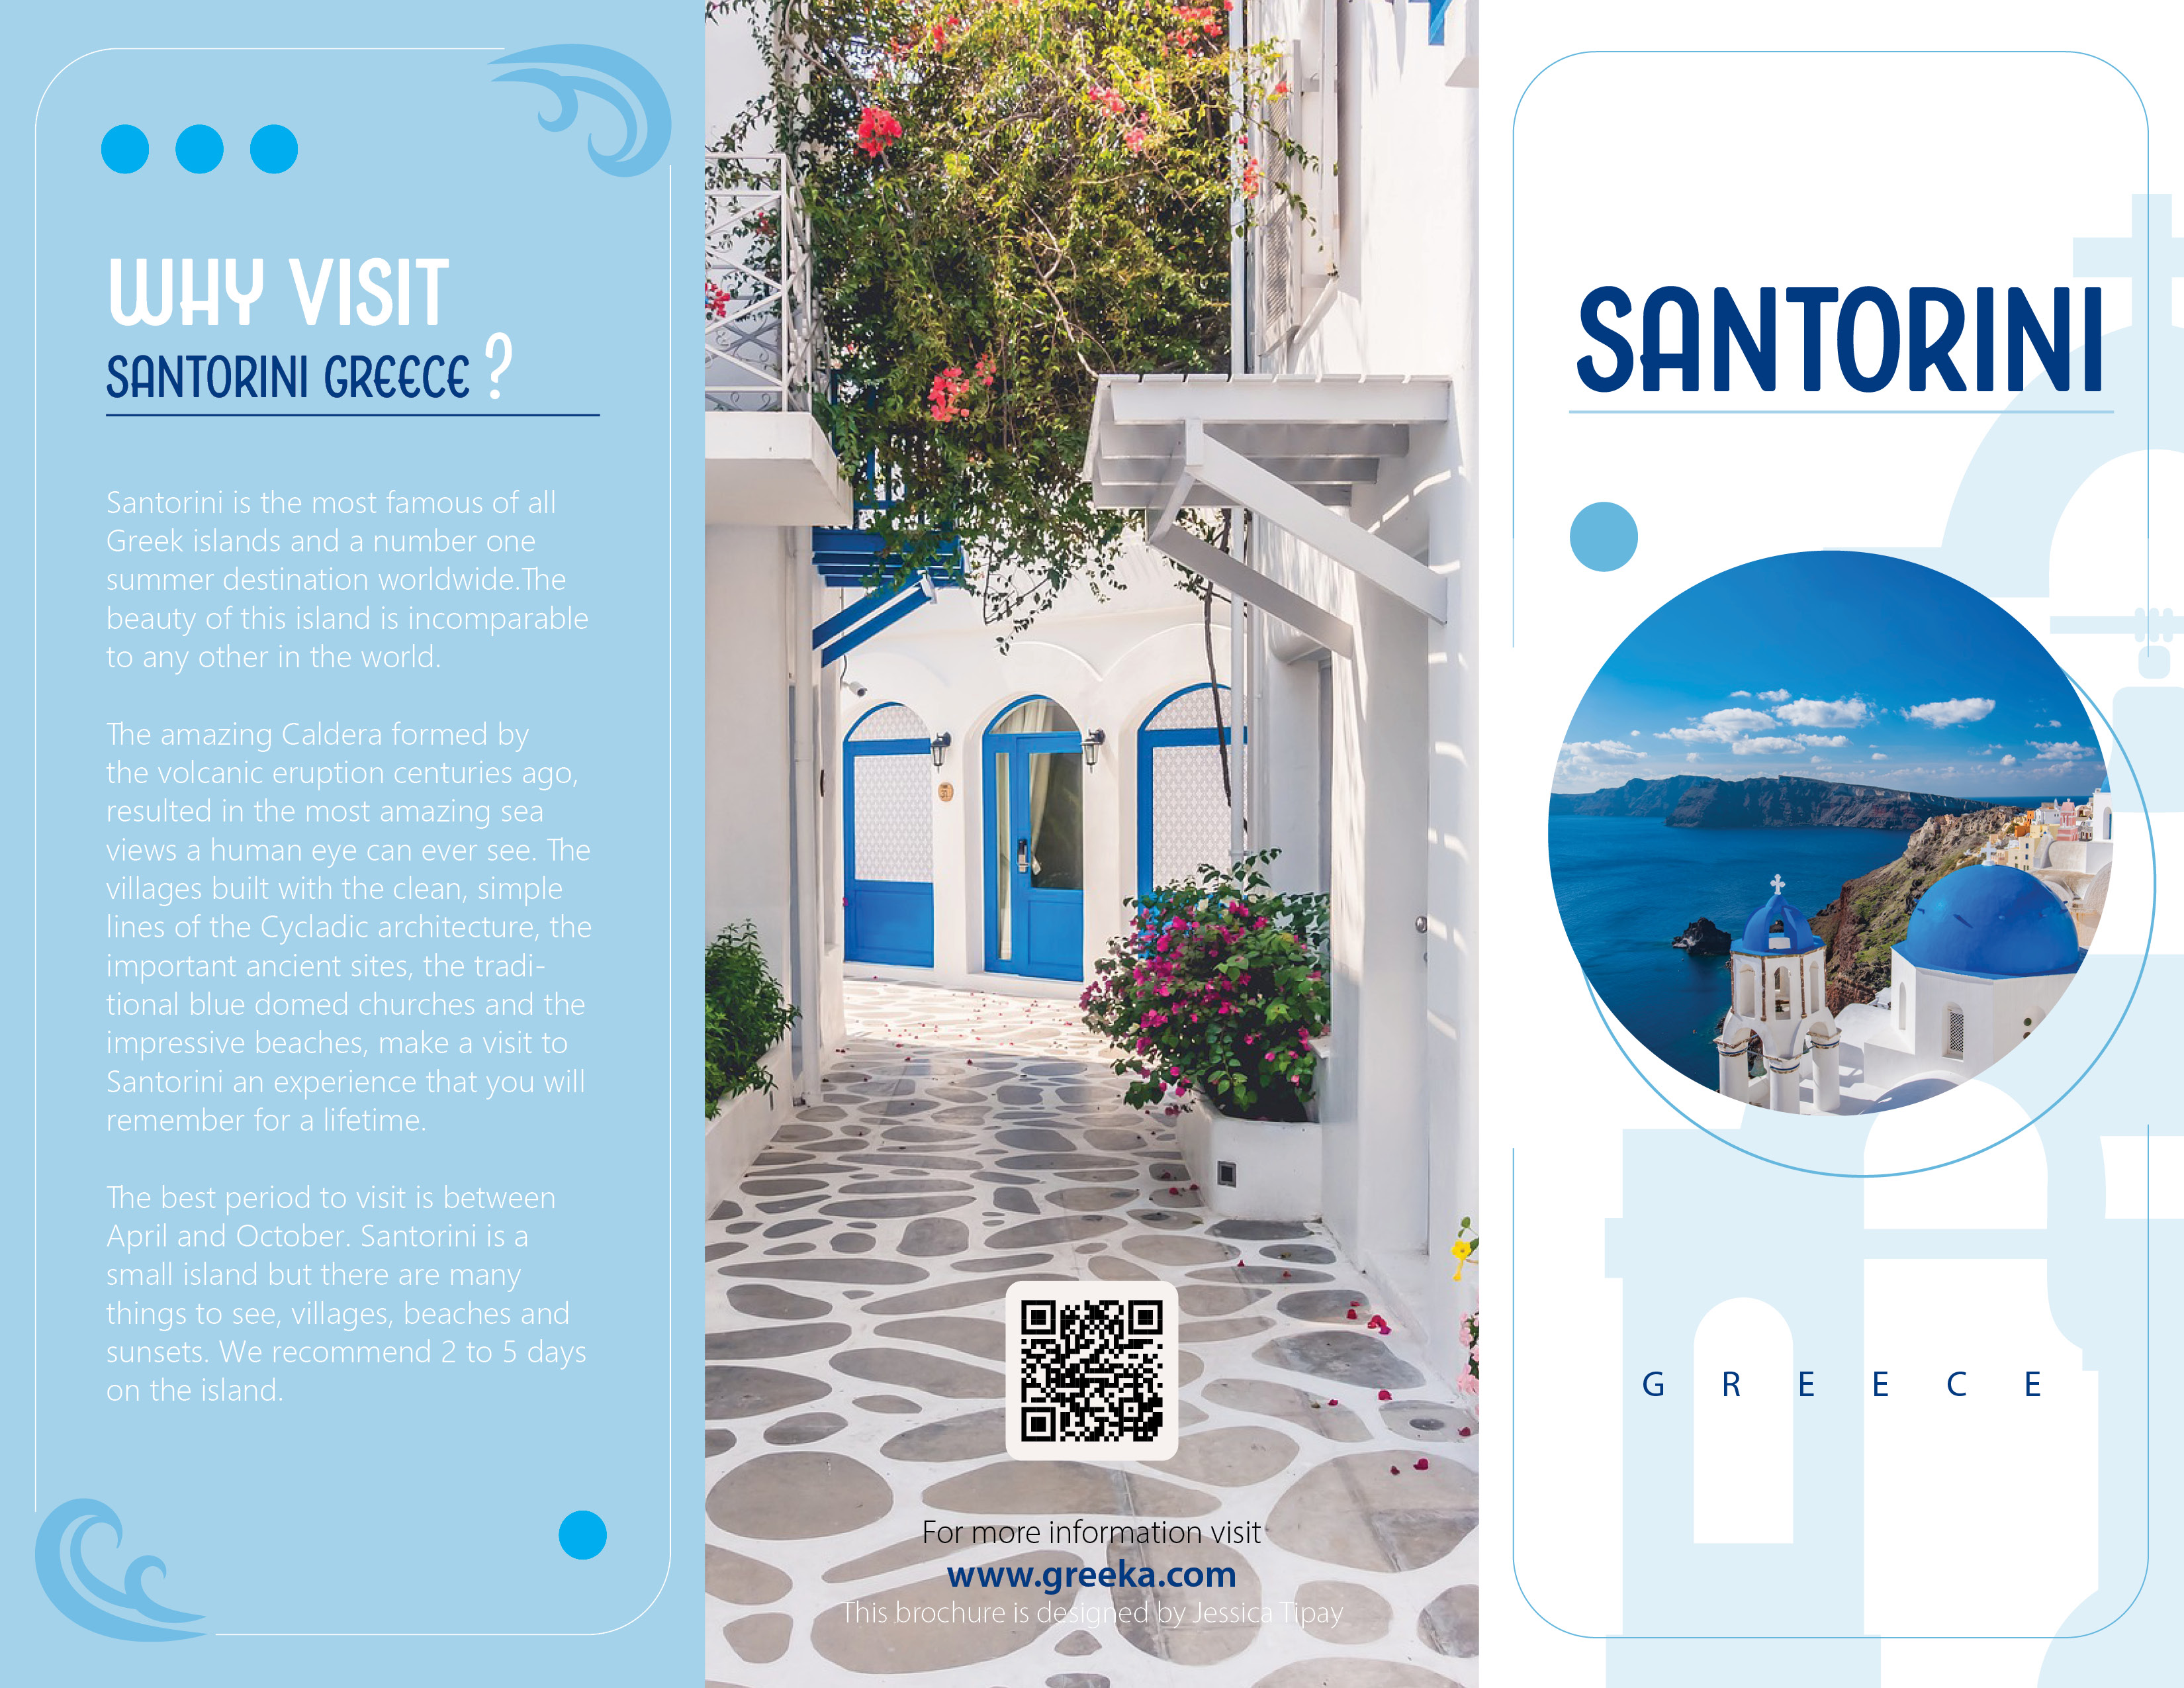 WHY VISIT
SANTORINI GREECE ?
Santorini is the most famous of all
Greek islands and a number one
summer destination worldwide.The
beauty of this island is incomparable
to any other in the world.
The amazing Caldera formed by
the volcanic eruption centuries ago,
resulted in the most amazing sea
views a human eye can ever see. The
villages built with the clean, simple
lines of the Cycladic architecture, the
important ancient sites, the tradi-
tional blue domed churches and the
impressive beaches, make a visit to
Santorini an experience that you will
remember for a lifetime.
The best period to visit is between
April and October. Santorini is a
small island but there are many
things to see, villages, beaches and
sunsets. We recommend 2 to 5 days
on the island.
For more information visit
www.greeka.com
This brochure is designed by Jessica Tipay
SANTORINI
GREECE